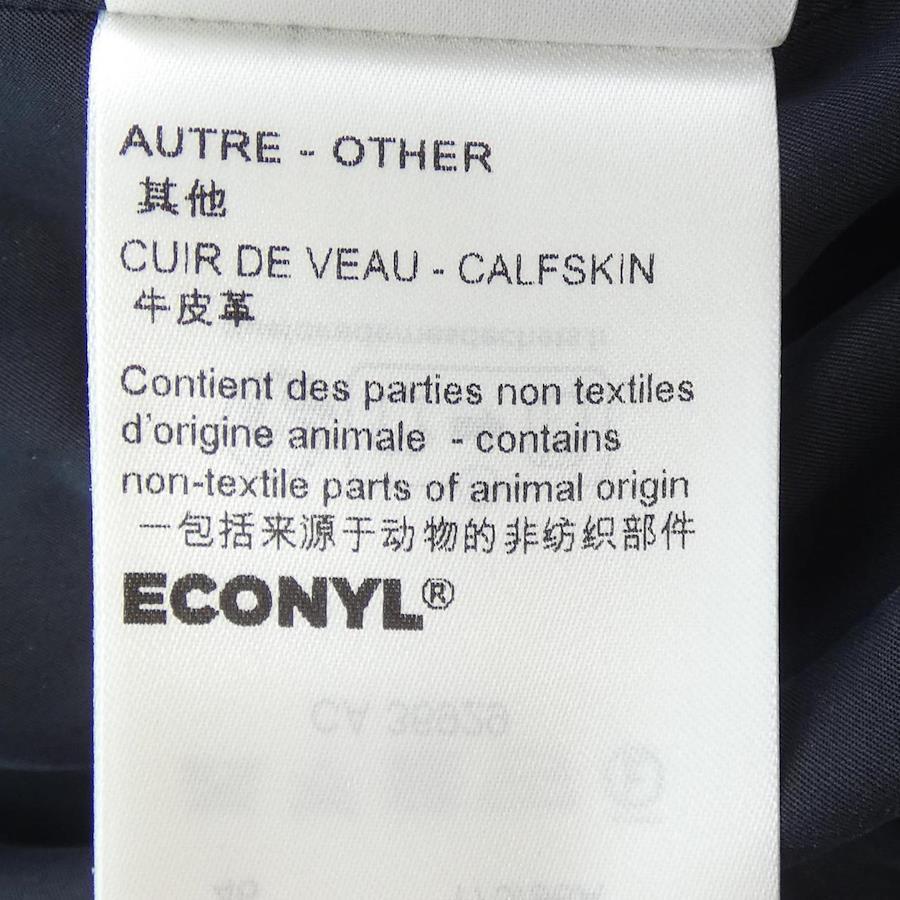 AUTRE - OTHER
其他
CUIR DE VEAU - CALFSKIN
牛皮革
Contient des parties non textiles
d'origine animale - contains
non-textile parts of animal origin
一包括来源于动物的非纺织部件
ECONYL®
CA 36929